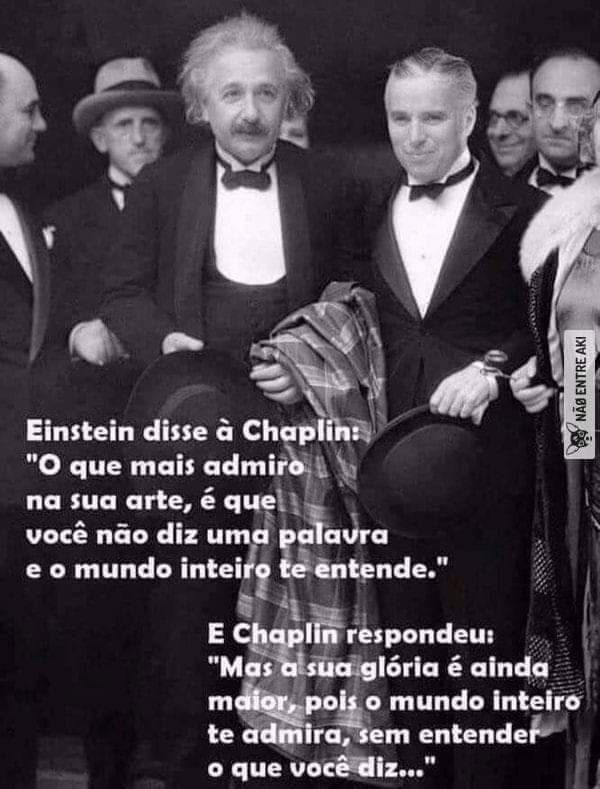 Einstein disse à Chaplin:
"O que mais admiro
na sua arte, é que
você não diz uma palavra
e o mundo inteiro te entende."
E Chaplin respondeu:
"Mas a sua glória é ainda
maior, pois o mundo inteiro
te admira, sem entender
o que você diz..."
NÃØ ENTRE AKI